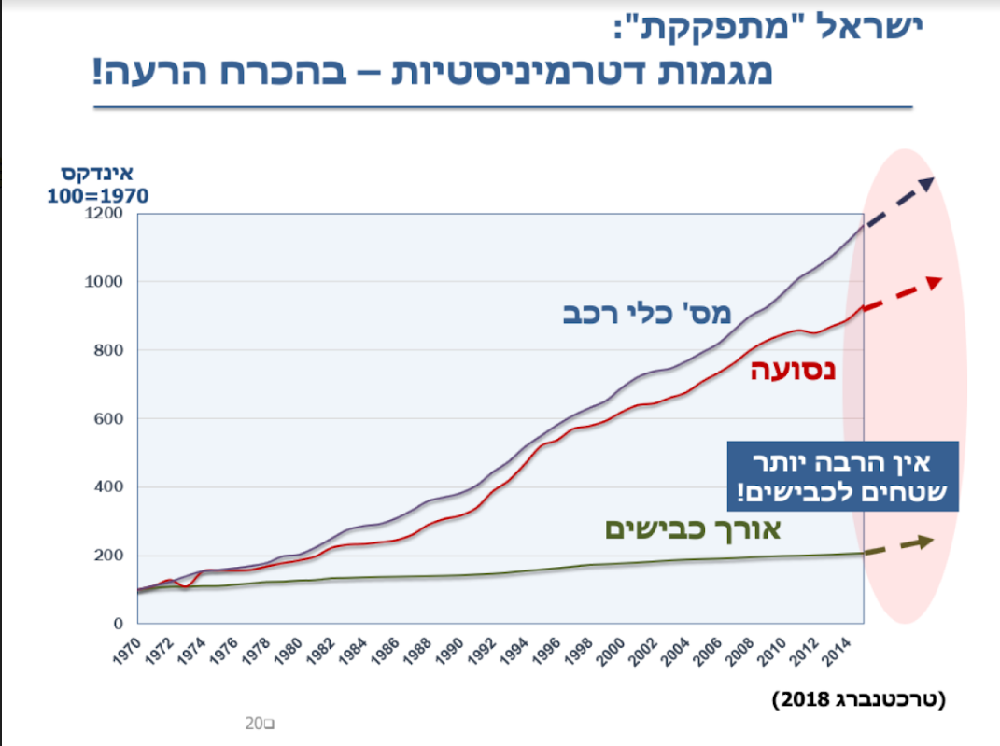 ישראל "מתפקקת":
מגמות דטרמיניסטיות – בהכרח הרעה!
אינדקס
100=1970
1200
1000
800
600
400
200
0
מס' כלי רכב
נסועה
אין הרבה יותר
שטחים לכבישים!
אורך כבישים
1970 1972 1974 1976 1978 1980 1982 1984 1986 1988 1990 1992 1994 1996 1998 2000 2002 2004 2006 2008 2010 2012 2014
(טרכטנברג 2018)
20❑